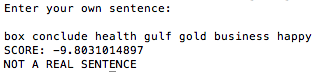 Enter your own sentence:
box conclude health gulf gold business happy
SCORE: -9.8031014897
NOT A REAL SENTENCE